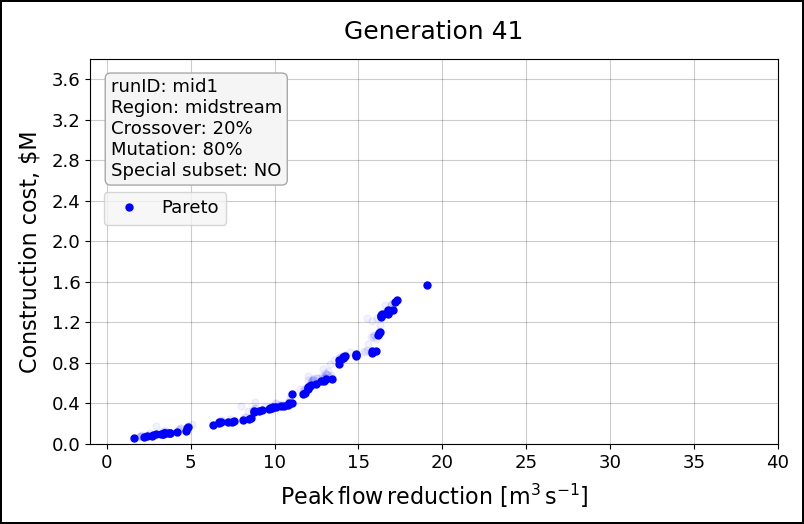 Generation 41
runID: mid1
Region: midstream
Crossover: 20%
Mutation: 80%
Special subset: NO
Pareto
Construction cost, $M
3.6
3.2
2.8
2.4
2.0
1.6
1.2
0.8
0.4
0.0
0 5 10 15 20 25 30 35 40
Peak flow reduction [m³ s⁻¹]